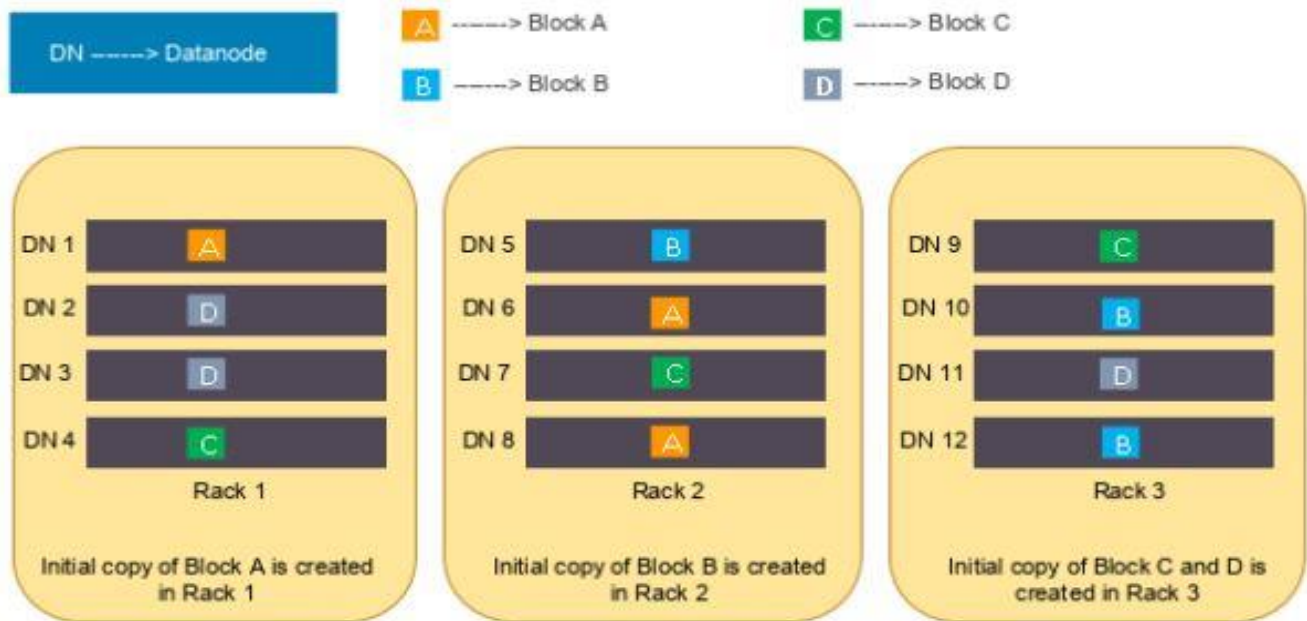 DN -------> Datanode
A -------> Block A
C -------> Block C
B -------> Block B
D -------> Block D
DN 1 A
DN 2 D
DN 3 D
DN 4 C
Rack 1
Initial copy of Block A is created
in Rack 1
DN 5 B
DN 6 A
DN 7 C
DN 8 A
Rack 2
Initial copy of Block B is created
in Rack 2
DN 9 C
DN 10 B
DN 11 D
DN 12 B
Rack 3
Initial copy of Block C and D is
created in Rack 3